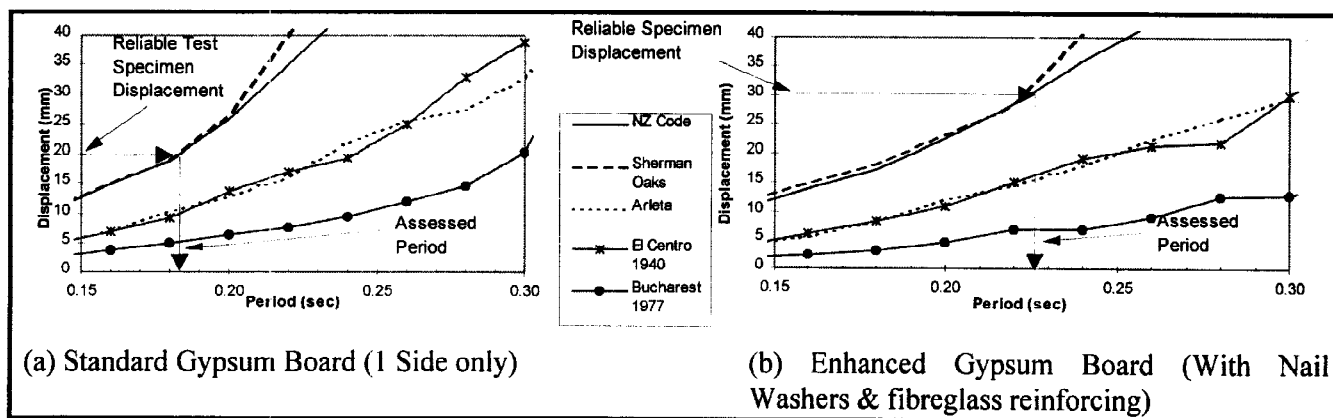 40
35
30
25
20
15
10
5
0
Displacement (mm)
Reliable Test
Specimen
Displacement
Assessed
Period
0.15
0.20
0.25
0.30
Period (sec)
(a) Standard Gypsum Board (1 Side only)
NZ Code
Sherman
Oaks
Arleta
El Centro
1940
Bucharest
1977
Reliable Specimen
Displacement
40
35
30
25
20
15
10
5
0
Displacement (mm)
Assessed
Period
0.15
0.20
0.25
0.30
Period (sec)
(b) Enhanced Gypsum Board (With Nail
Washers & fibreglass reinforcing)